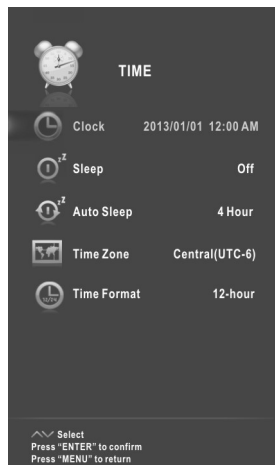 TIME
Clock 2013/01/01 12:00 AM
Sleep Off
Auto Sleep 4 Hour
Time Zone Central(UTC-6)
Time Format 12-hour
Select
Press “ENTER” to confirm
Press “MENU” to return